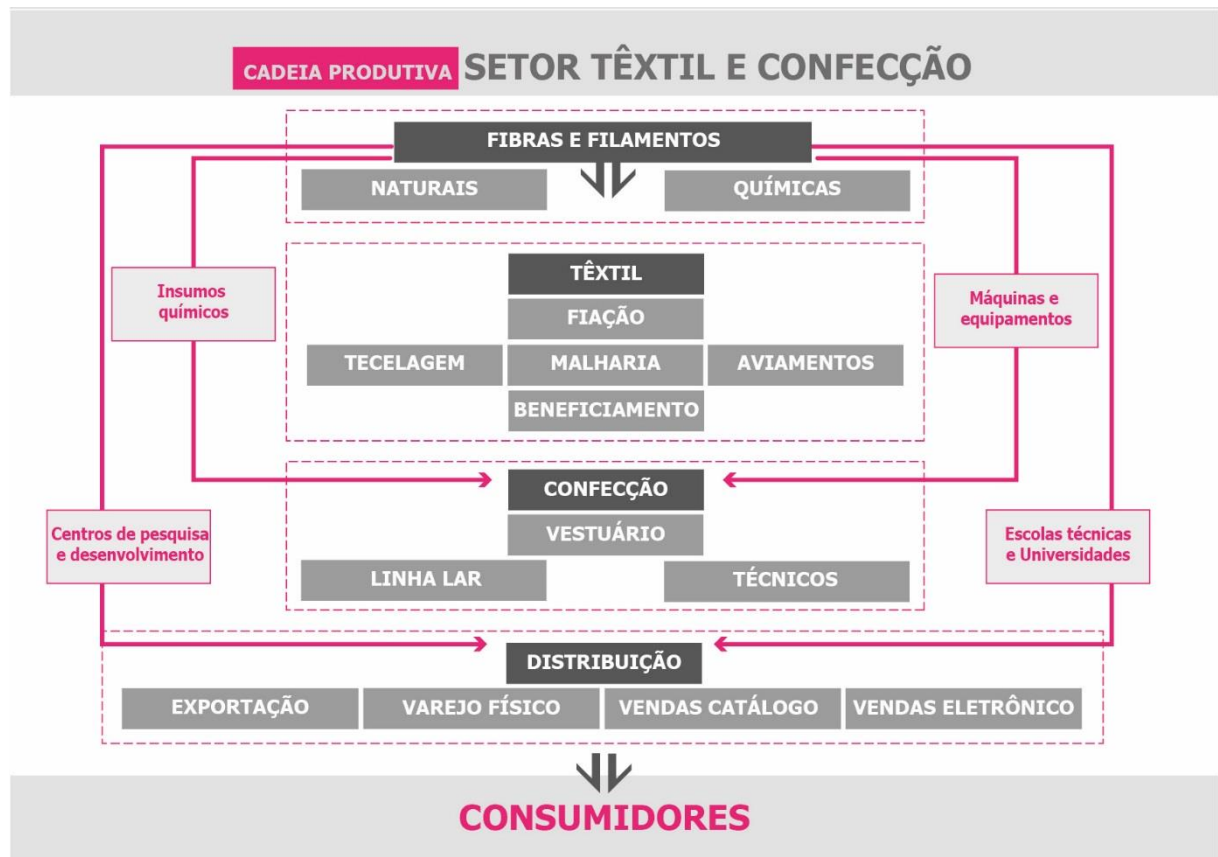 CADEIA PRODUTIVA SETOR TÊXTIL E CONFECÇÃO
FIBRAS E FILAMENTOS
NATURAIS
QUÍMICAS
Insumos
químicos
TÊXTIL
FIAÇÃO
TECELAGEM
MALHARIA
AVIAMENTOS
BENEFICIAMENTO
Máquinas e
equipamentos
CONFECÇÃO
VESTUÁRIO
LINHA LAR
TÉCNICOS
Centros de pesquisa
e desenvolvimento
Escolas técnicas
e Universidades
DISTRIBUIÇÃO
EXPORTAÇÃO
VAREJO FÍSICO
VENDAS CATÁLOGO
VENDAS ELETRÔNICO
CONSUMIDORES